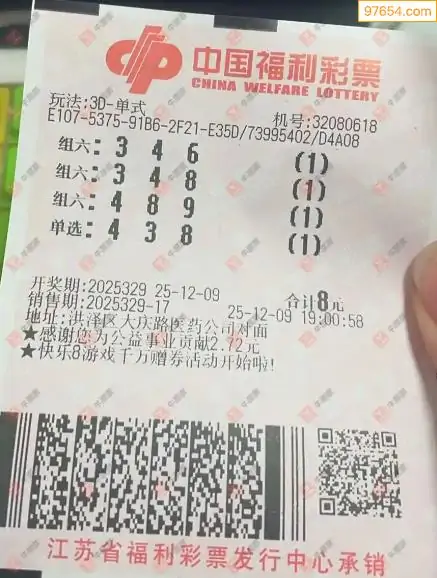 97654.com
中国福利彩票
CHINA WELFARE LOTTERY
玩法:3D-单式
机号:32080618
E107-5375-91B6-2F21-E35D/73995402/D4A08
组六: 3 4 6 (1)
组六: 3 4 8 (1)
组六: 4 8 9 (1)
单选: 4 3 8 (1)
开奖期:2025329 25-12-09 合计8元
销售期:2025329-17 25-12-09 19:00:58
地址:洪泽区大庆路医药公司对面
★感谢您为公益事业贡献2.72元
★快乐8游戏千万赠券活动开始啦!
江苏省福利彩票发行中心承销